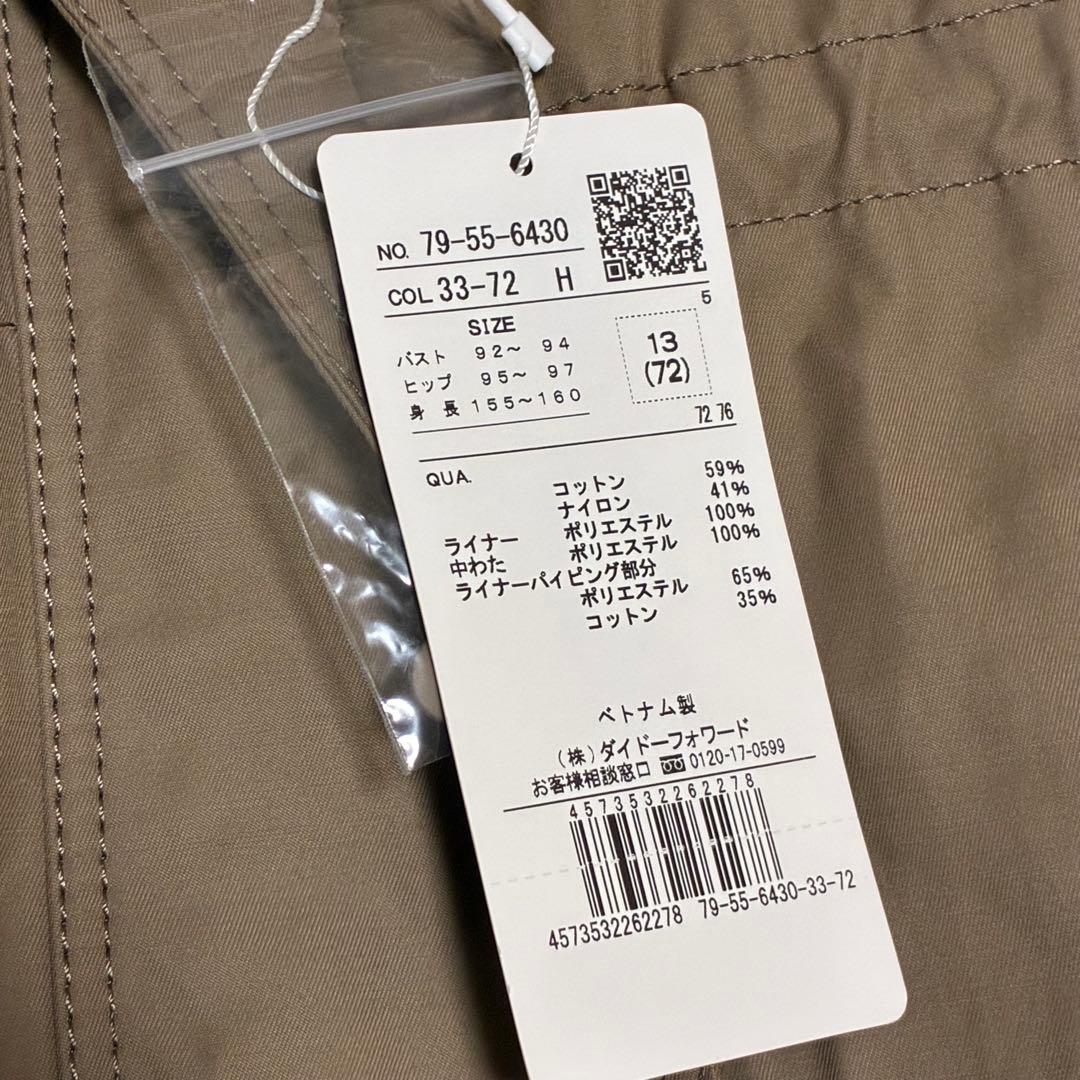 NO. 79-55-6430
COL 33-72 H
5
SIZE
バスト 92～ 94
ヒップ 95～ 97
身 長 155～160
13
(72)
72 76
QUA.
コットン 59%
ナイロン 41%
ライナー ポリエステル 100%
中わた ポリエステル 100%
ライナーパイピング部分
ポリエステル 65%
コットン 35%
ベトナム製
(株)ダイドーフォワード
お客様相談窓口 0120-17-0599
4573532262278
4573532262278 79-55-6430-33-72